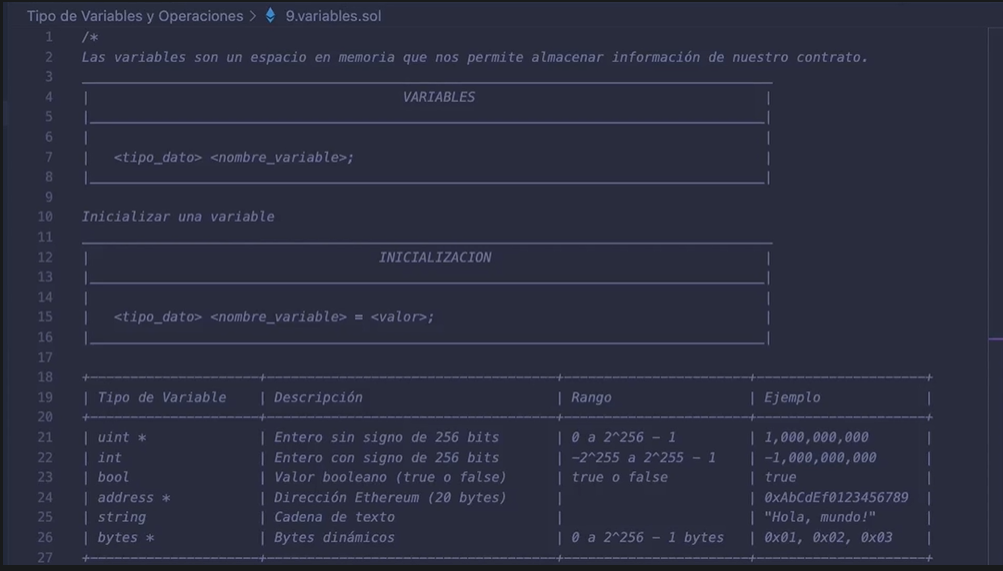 Tipo de Variables y Operaciones > 9.variables.sol
1 /*
2 Las variables son un espacio en memoria que nos permite almacenar información de nuestro contrato.
3
4 | VARIABLES |
5 |
6 | |
7 | <tipo_dato> <nombre_variable>; |
8 | |
9
10 Inicializar una variable
11
12 | INICIALIZACION |
13 | |
14 | |
15 | <tipo_dato> <nombre_variable> = <valor>; |
16 | |
17
18
19 | Tipo de Variable | Descripción | Rango | Ejemplo |
20
21 | uint * | Entero sin signo de 256 bits | 0 a 2^256 - 1 | 1,000,000,000 |
22 | int | Entero con signo de 256 bits | -2^255 a 2^255 - 1 | -1,000,000,000 |
23 | bool | Valor booleano (true o false) | true o false | true |
24 | address * | Dirección Ethereum (20 bytes) | | 0xAbCdEf0123456789 |
25 | string | Cadena de texto | | "Hola, mundo!" |
26 | bytes * | Bytes dinámicos | 0 a 2^256 - 1 bytes | 0x01, 0x02, 0x03 |
27